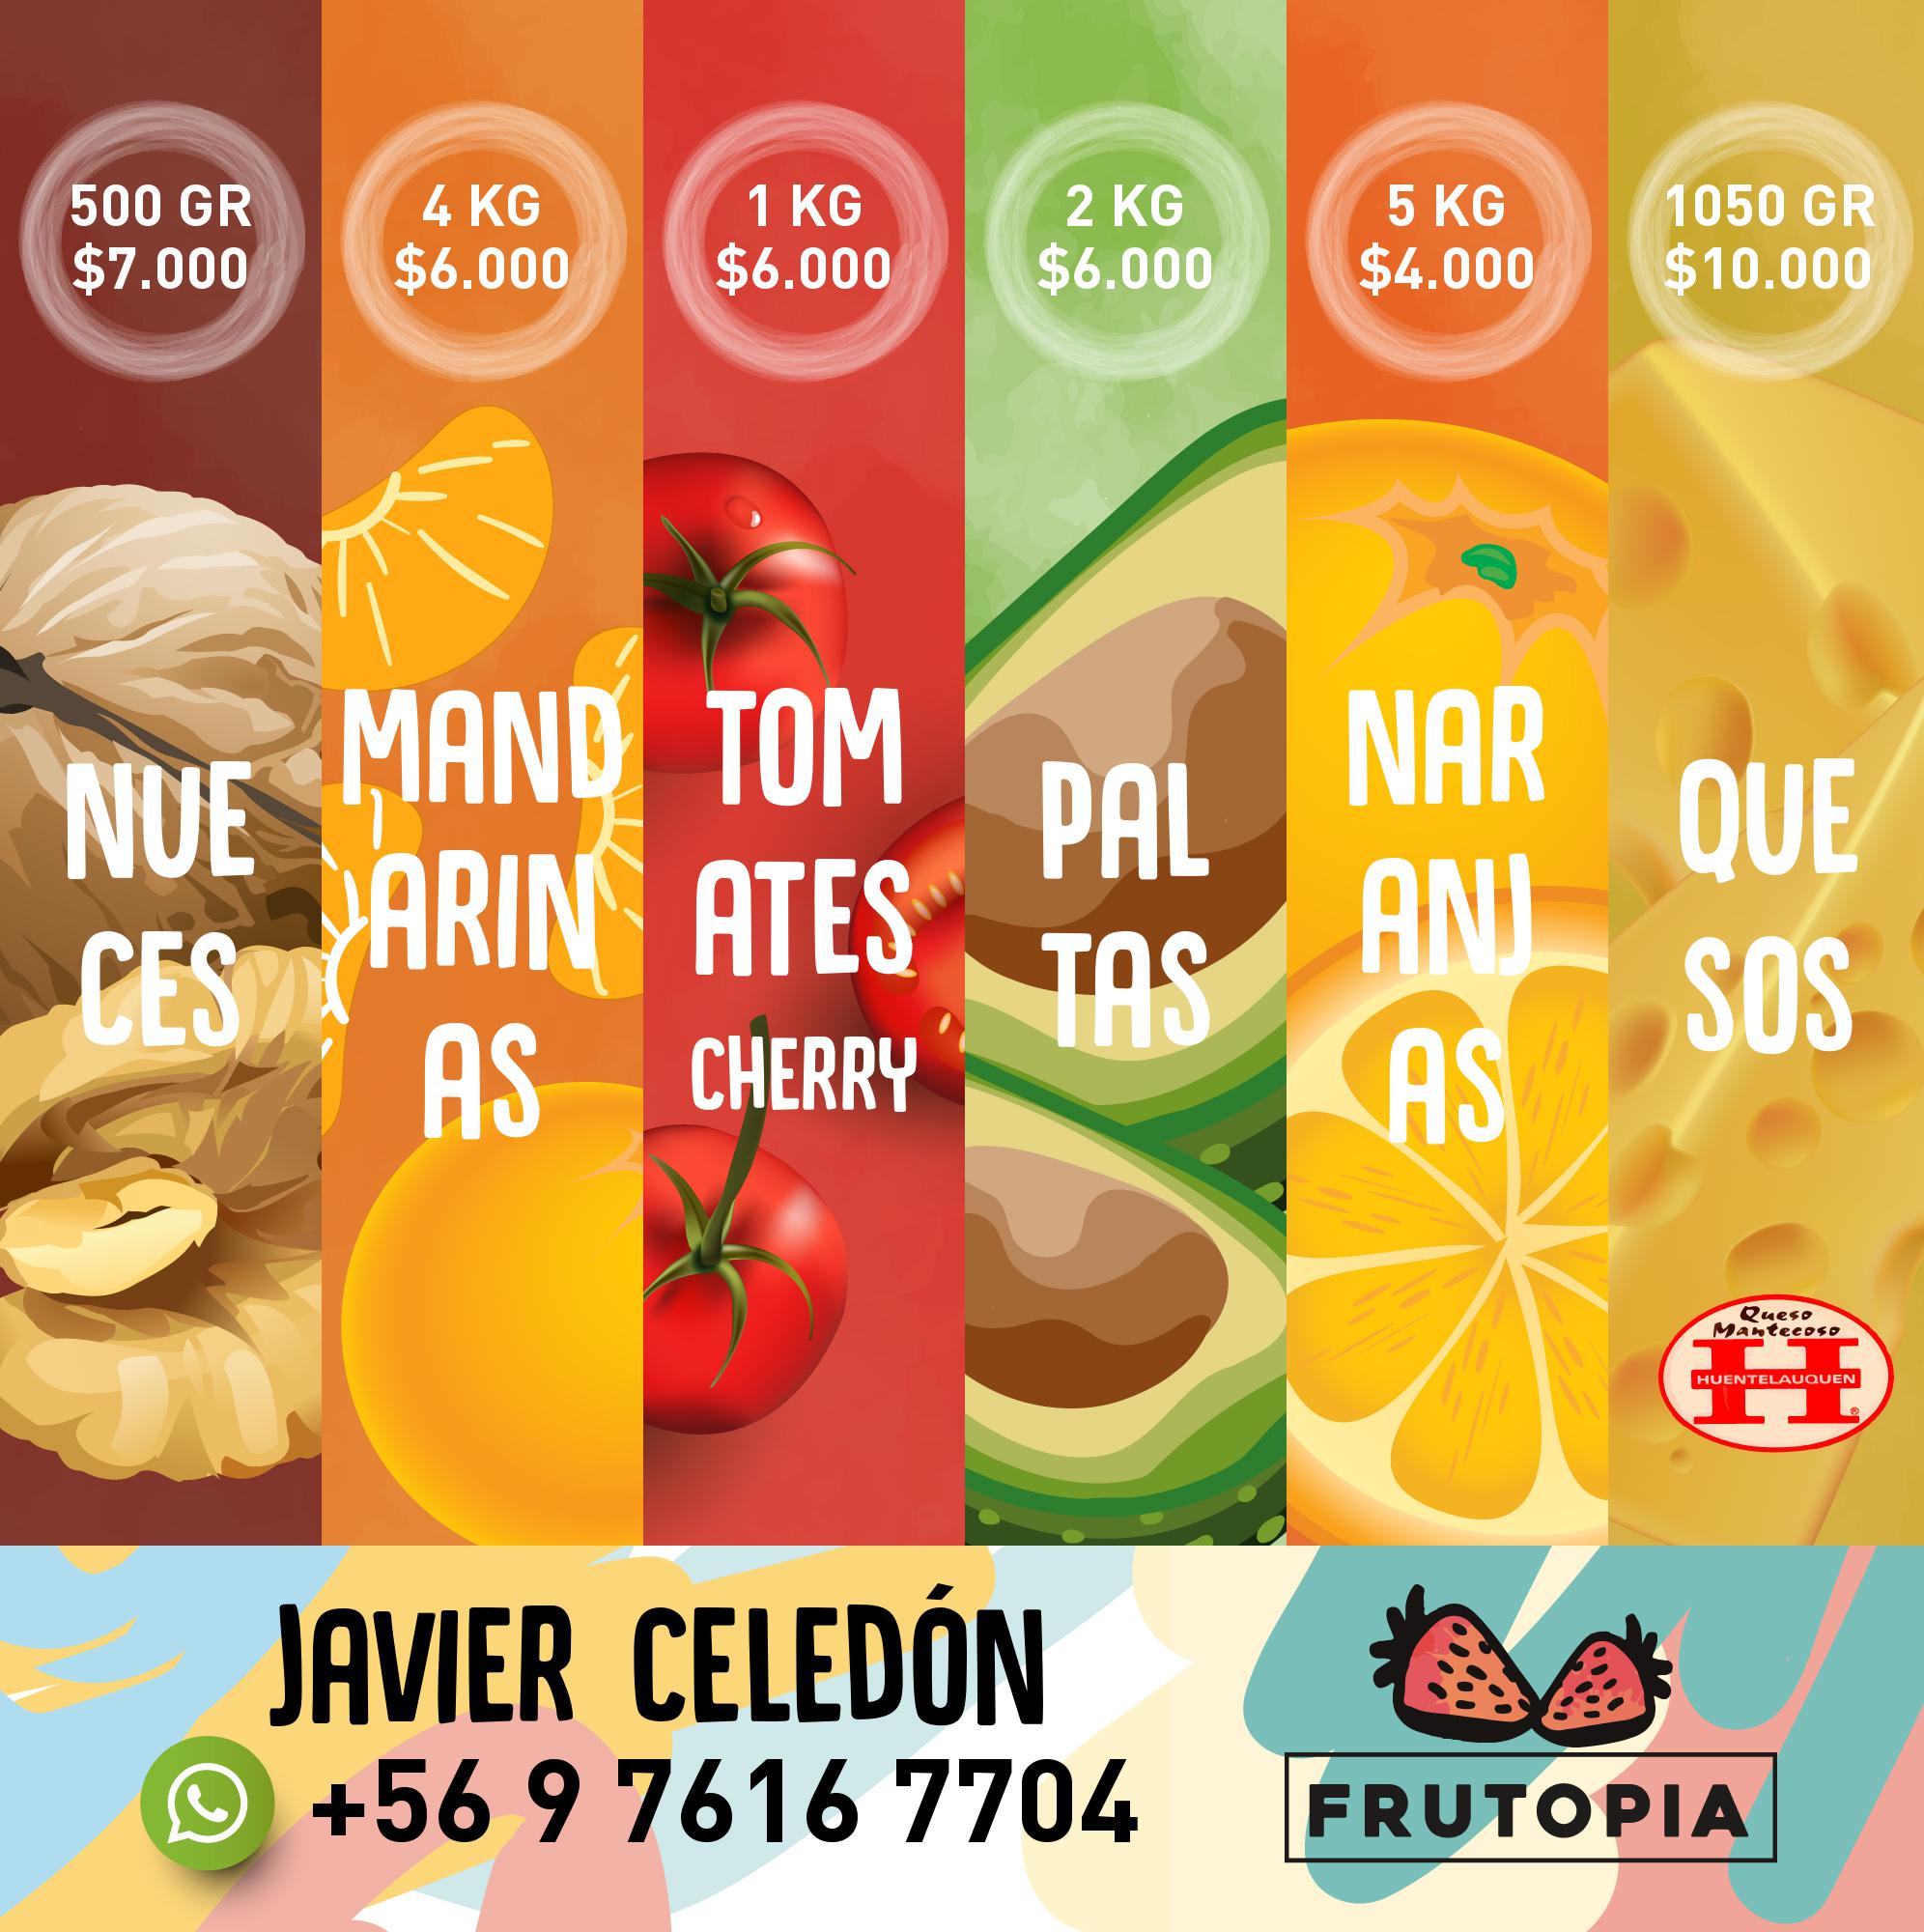 500 GR
$7.000
NUE
CES
4 KG
$6.000
MAND
ARIN
AS
1 KG
$6.000
TOM
ATES
CHERRY
2 KG
$6.000
PAL
TAS
5 KG
$4.000
NAR
ANJ
AS
1050 GR
$10.000
QUE
SOS
Queso
Mantecoso
H
HUENTELAUQUEN
®
JAVIER CELEDÓN
+56 9 7616 7704
FRUTOPIA